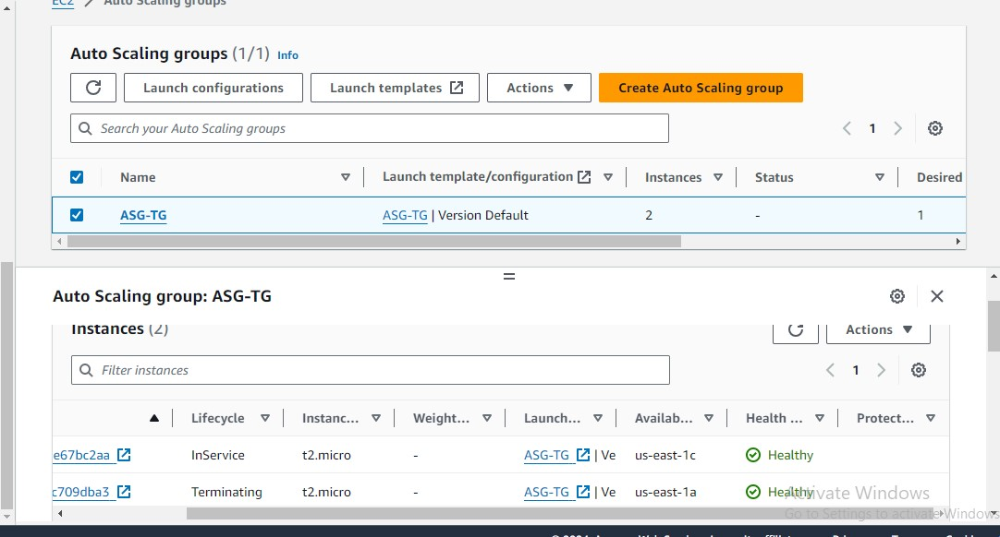 EC2 / Auto Scaling groups
Auto Scaling groups (1/1) Info
Launch configurations Launch templates Actions Create Auto Scaling group
Search your Auto Scaling groups 1
Name Launch template/configuration Instances Status Desired
ASG-TG ASG-TG | Version Default 2 - 1
Auto Scaling group: ASG-TG
Instances (2) Actions
Filter instances 1
Lifecycle Instanc... Weight... Launch... Availab... Health ... Protect...
e67bc2aa InService t2.micro - ASG-TG | Ve us-east-1c Healthy
c709dba3 Terminating t2.micro - ASG-TG | Ve us-east-1a Healthy
Activate Windows
Go to Settings to activate Windows